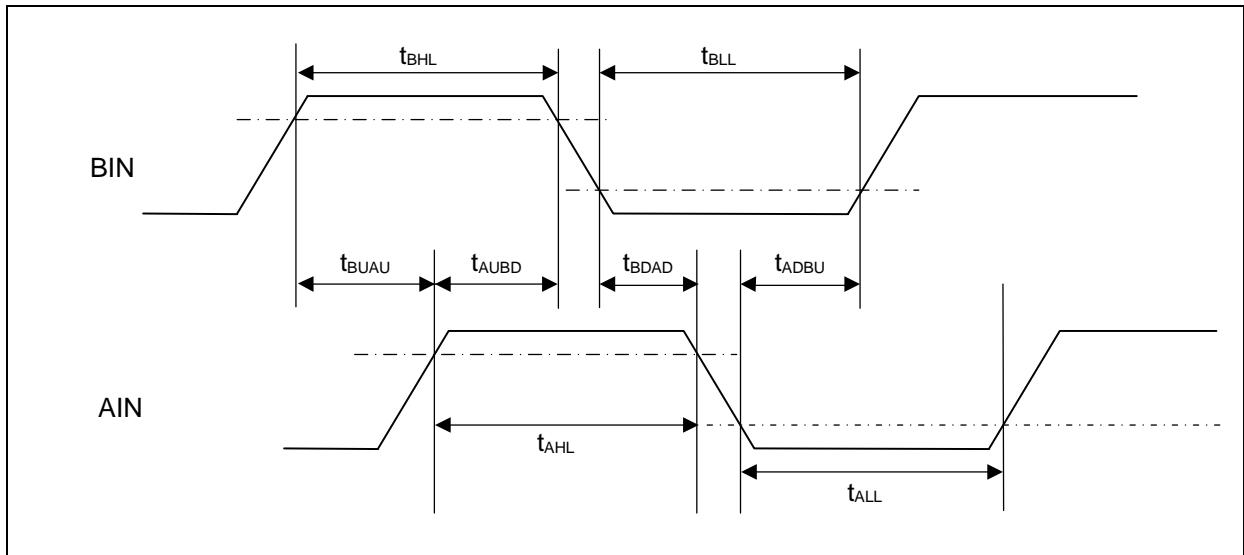 tBHL tBLL
BIN
tBUAU tAUBD tBDAD tADBU
AIN
tAHL
tALL